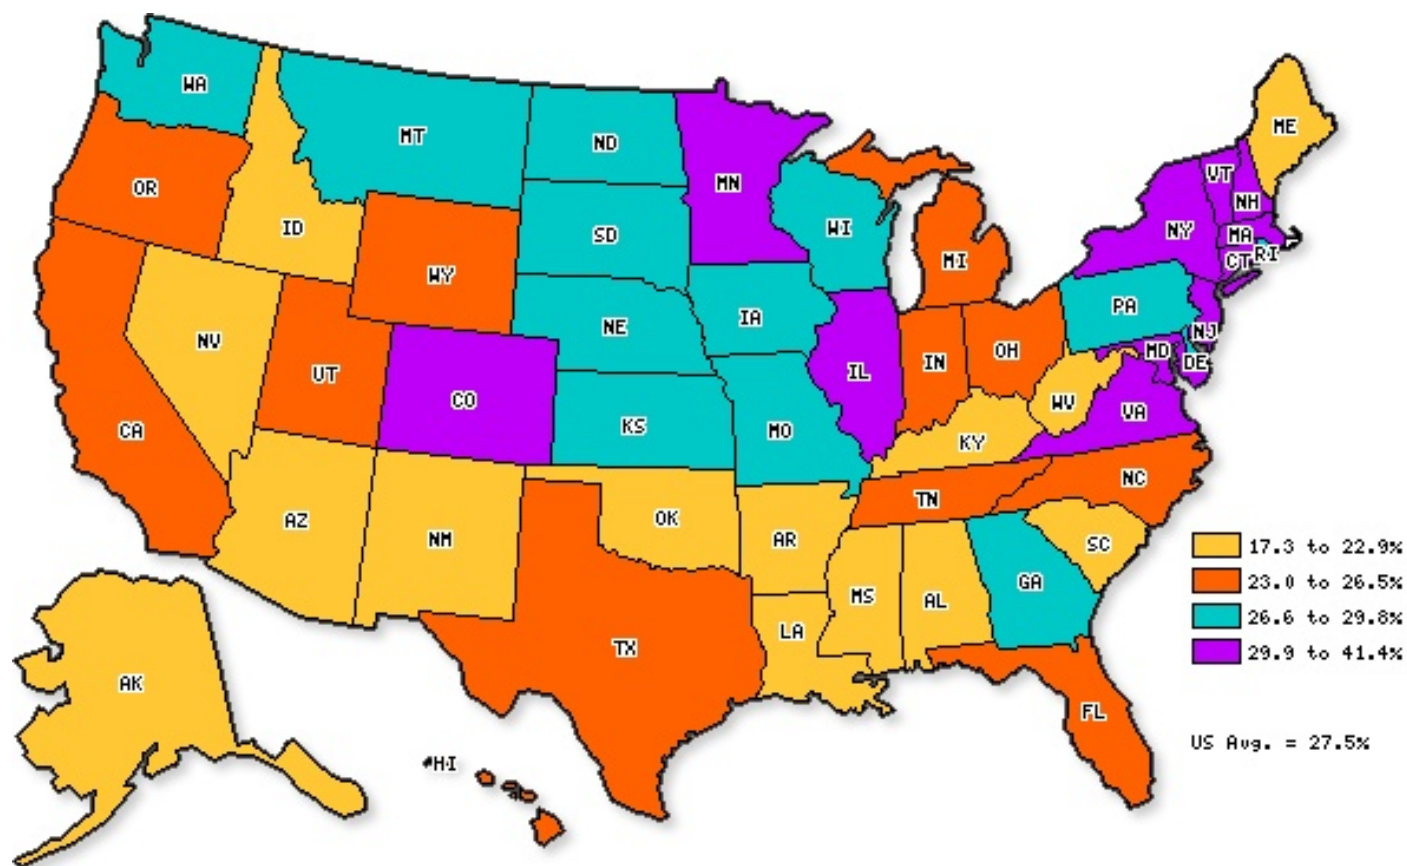 WA
MT
ND
MN
ME
OR
ID
SD
WI
VT
NH
WY
NY
MA
MI
CT
RI
NV
NE
IA
PA
UT
IN
OH
NJ
MD
DE
CO
IL
WV
VA
CA
KS
MO
KY
NC
AZ
NM
OK
TN
AR
SC
GA
MS
AL
LA
TX
AK
FL
HI
17.3 to 22.9%
23.0 to 26.5%
26.6 to 29.8%
29.9 to 41.4%
US Avg. = 27.5%